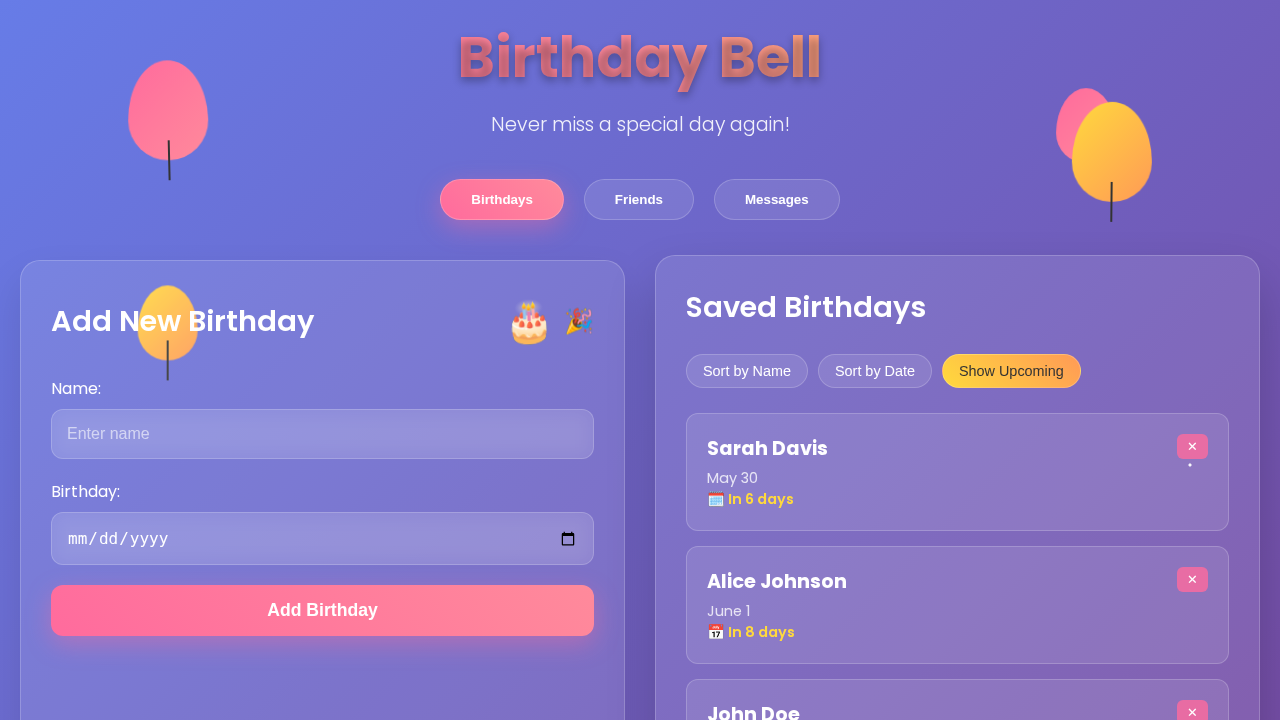 Birthday Bell
Never miss a special day again!
Birthdays
Friends
Messages
Add New Birthday
Name:
Enter name
Birthday:
mm/dd/yyyy
Add Birthday
Saved Birthdays
Sort by Name
Sort by Date
Show Upcoming
Sarah Davis
May 30
In 6 days
Alice Johnson
June 1
In 8 days
John Doe